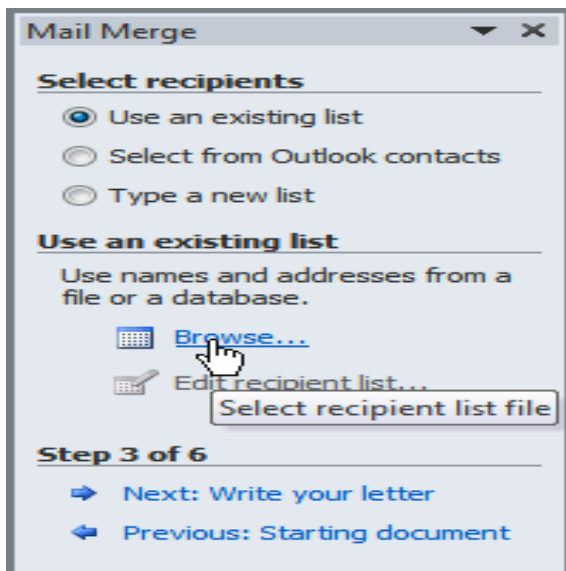 Mail Merge
Select recipients
Use an existing list
Select from Outlook contacts
Type a new list
Use an existing list
Use names and addresses from a
file or a database.
Browse...
Edit recipient list...
Select recipient list file
Step 3 of 6
Next: Write your letter
Previous: Starting document